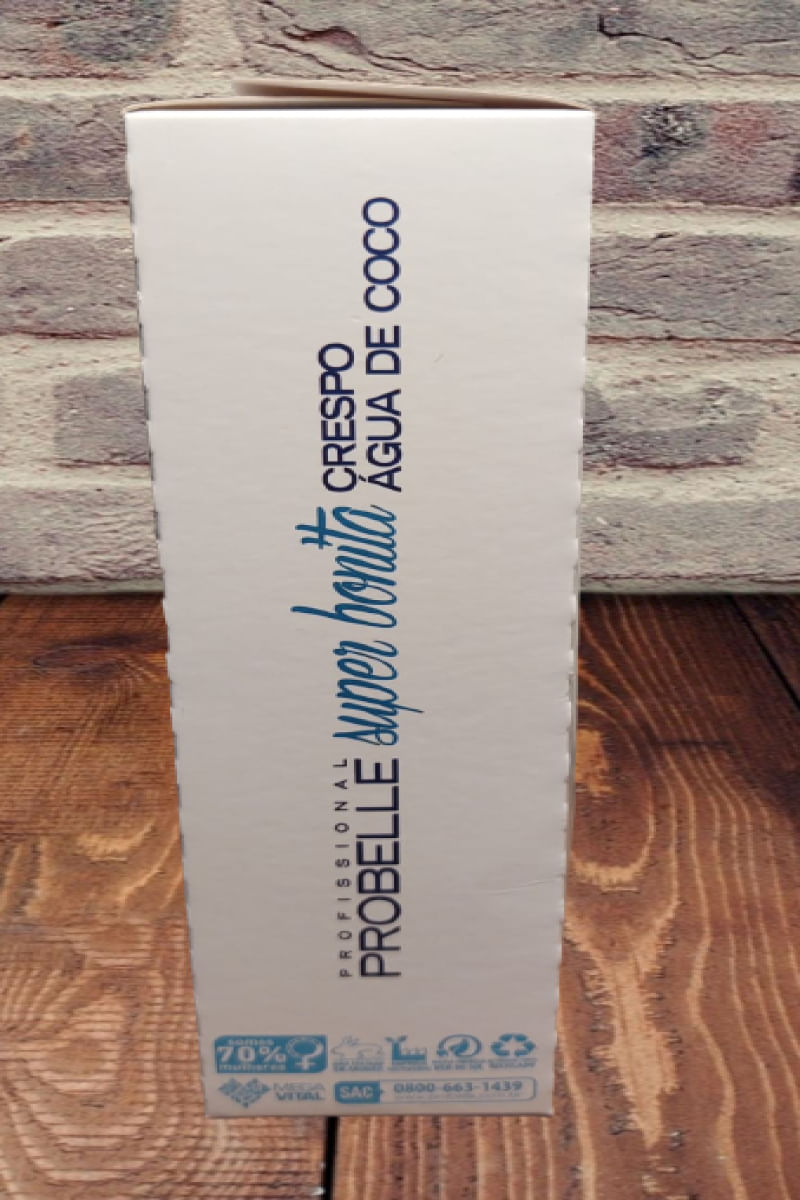 PROFISSIONAL
PROBELLE super bonita
CRESPO
ÁGUA DE COCO
somos
70%
mulheres
MEGA
VITAL
SAC 0800-663-1439